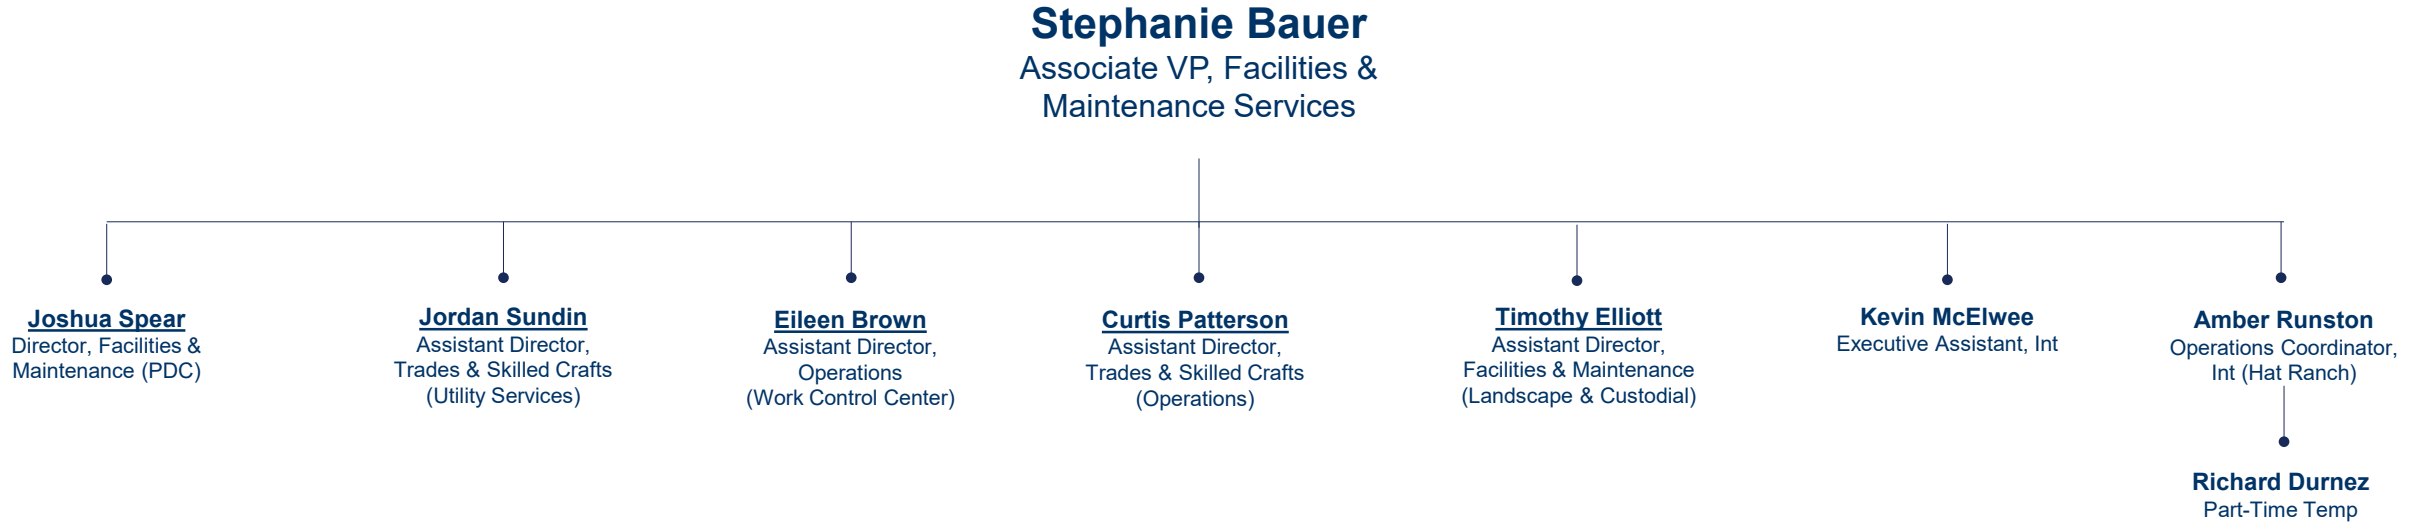 Stephanie Bauer
Associate VP, Facilities &
Maintenance Services
Joshua Spear
Director, Facilities &
Maintenance (PDC)
Jordan Sundin
Assistant Director,
Trades & Skilled Crafts
(Utility Services)
Eileen Brown
Assistant Director,
Operations
(Work Control Center)
Curtis Patterson
Assistant Director,
Trades & Skilled Crafts
(Operations)
Timothy Elliott
Assistant Director,
Facilities & Maintenance
(Landscape & Custodial)
Kevin McElwee
Executive Assistant, Int
Amber Runston
Operations Coordinator,
Int (Hat Ranch)
Richard Durnez
Part-Time Temp